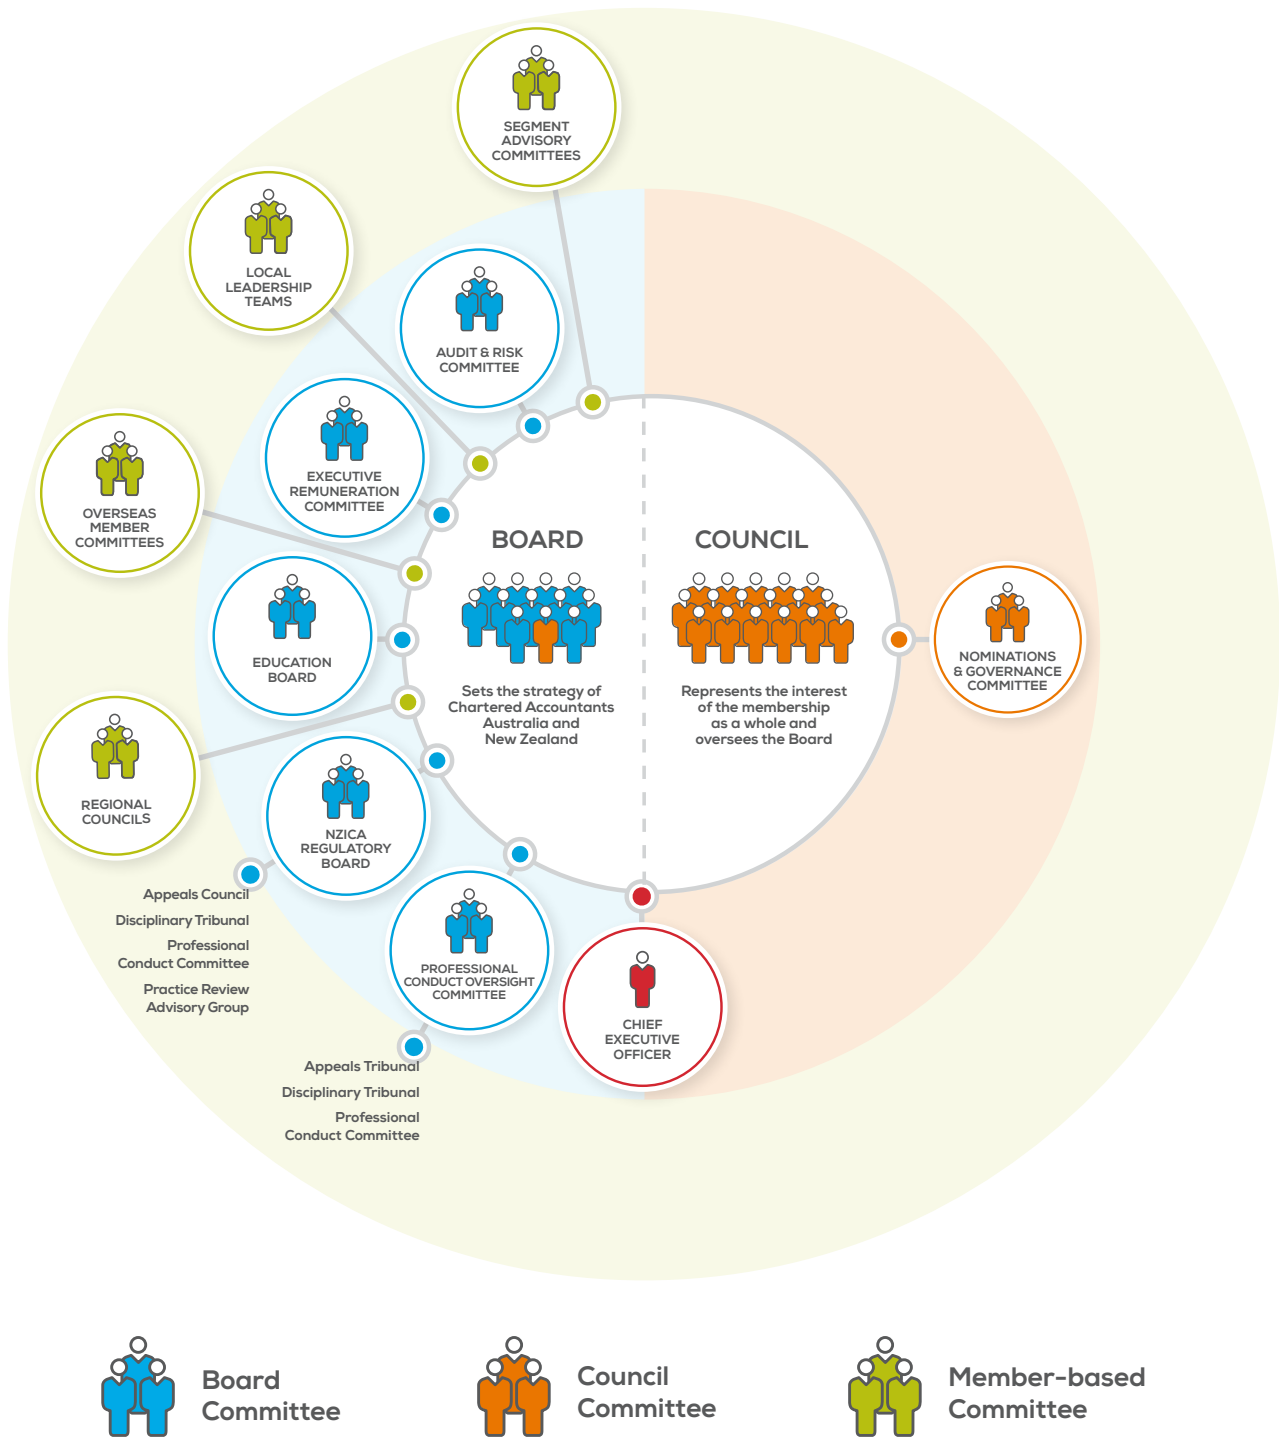 SEGMENT
ADVISORY
COMMITTEES
LOCAL
LEADERSHIP
TEAMS
AUDIT & RISK
COMMITTEE
EXECUTIVE
REMUNERATION
COMMITTEE
OVERSEAS
MEMBER
COMMITTEES
EDUCATION
BOARD
REGIONAL
COUNCILS
NZICA
REGULATORY
BOARD
Appeals Council
Disciplinary Tribunal
Professional
Conduct Committee
Practice Review
Advisory Group
PROFESSIONAL
CONDUCT OVERSIGHT
COMMITTEE
Appeals Tribunal
Disciplinary Tribunal
Professional
Conduct Committee
BOARD
Sets the strategy of
Chartered Accountants
Australia and
New Zealand
COUNCIL
Represents the interest
of the membership
as a whole and
oversees the Board
NOMINATIONS
& GOVERNANCE
COMMITTEE
CHIEF
EXECUTIVE
OFFICER
Board
Committee
Council
Committee
Member-based
Committee